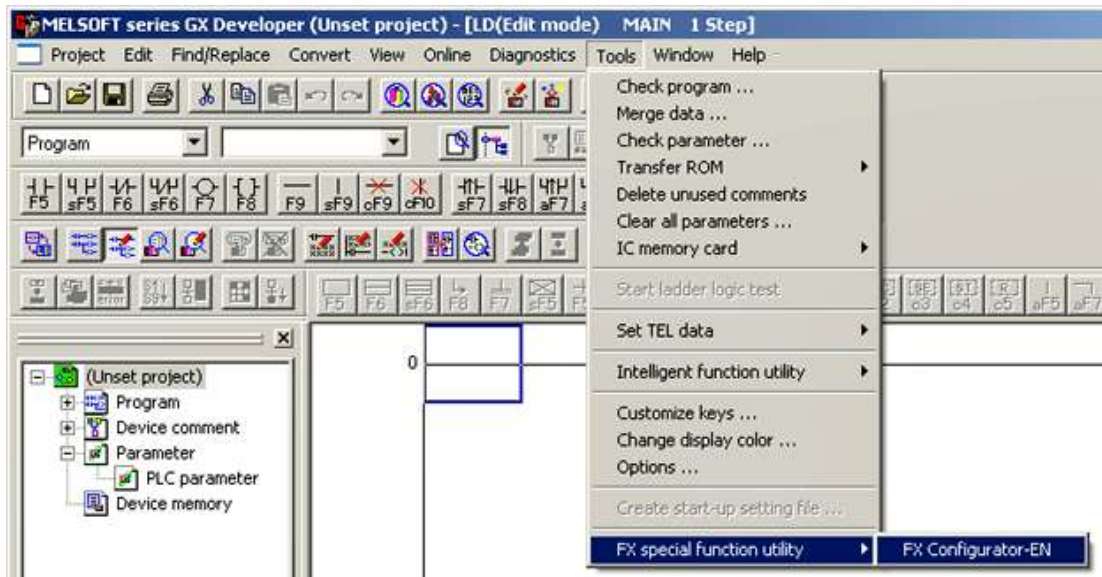 MELSOFT series GX Developer (Unset project) - [LD(Edit mode) MAIN 1 Step]
Project Edit Find/Replace Convert View Online Diagnostics Tools Window Help
Program
F5 sF5 F6 sF6 F7 F8 F9 sF9 cF9 cF10 sF7 sF8 aF7
F5 F6 sF6 F8 F7 sF5 c3 c4 c5 aF5 aF7
0
(Unset project)
Program
Device comment
Parameter
PLC parameter
Device memory
Check program ...
Merge data ...
Check parameter ...
Transfer ROM
Delete unused comments
Clear all parameters ...
IC memory card
Start ladder logic test
Set TEL data
Intelligent function utility
Customize keys ...
Change display color ...
Options ...
Create start-up setting file ...
FX special function utility
FX Configurator-EN